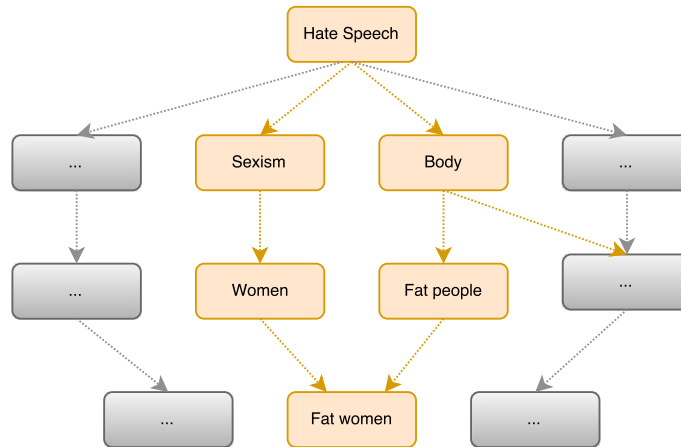 Hate Speech
...
Sexism
Body
...
...
Women
Fat people
...
...
Fat women
...